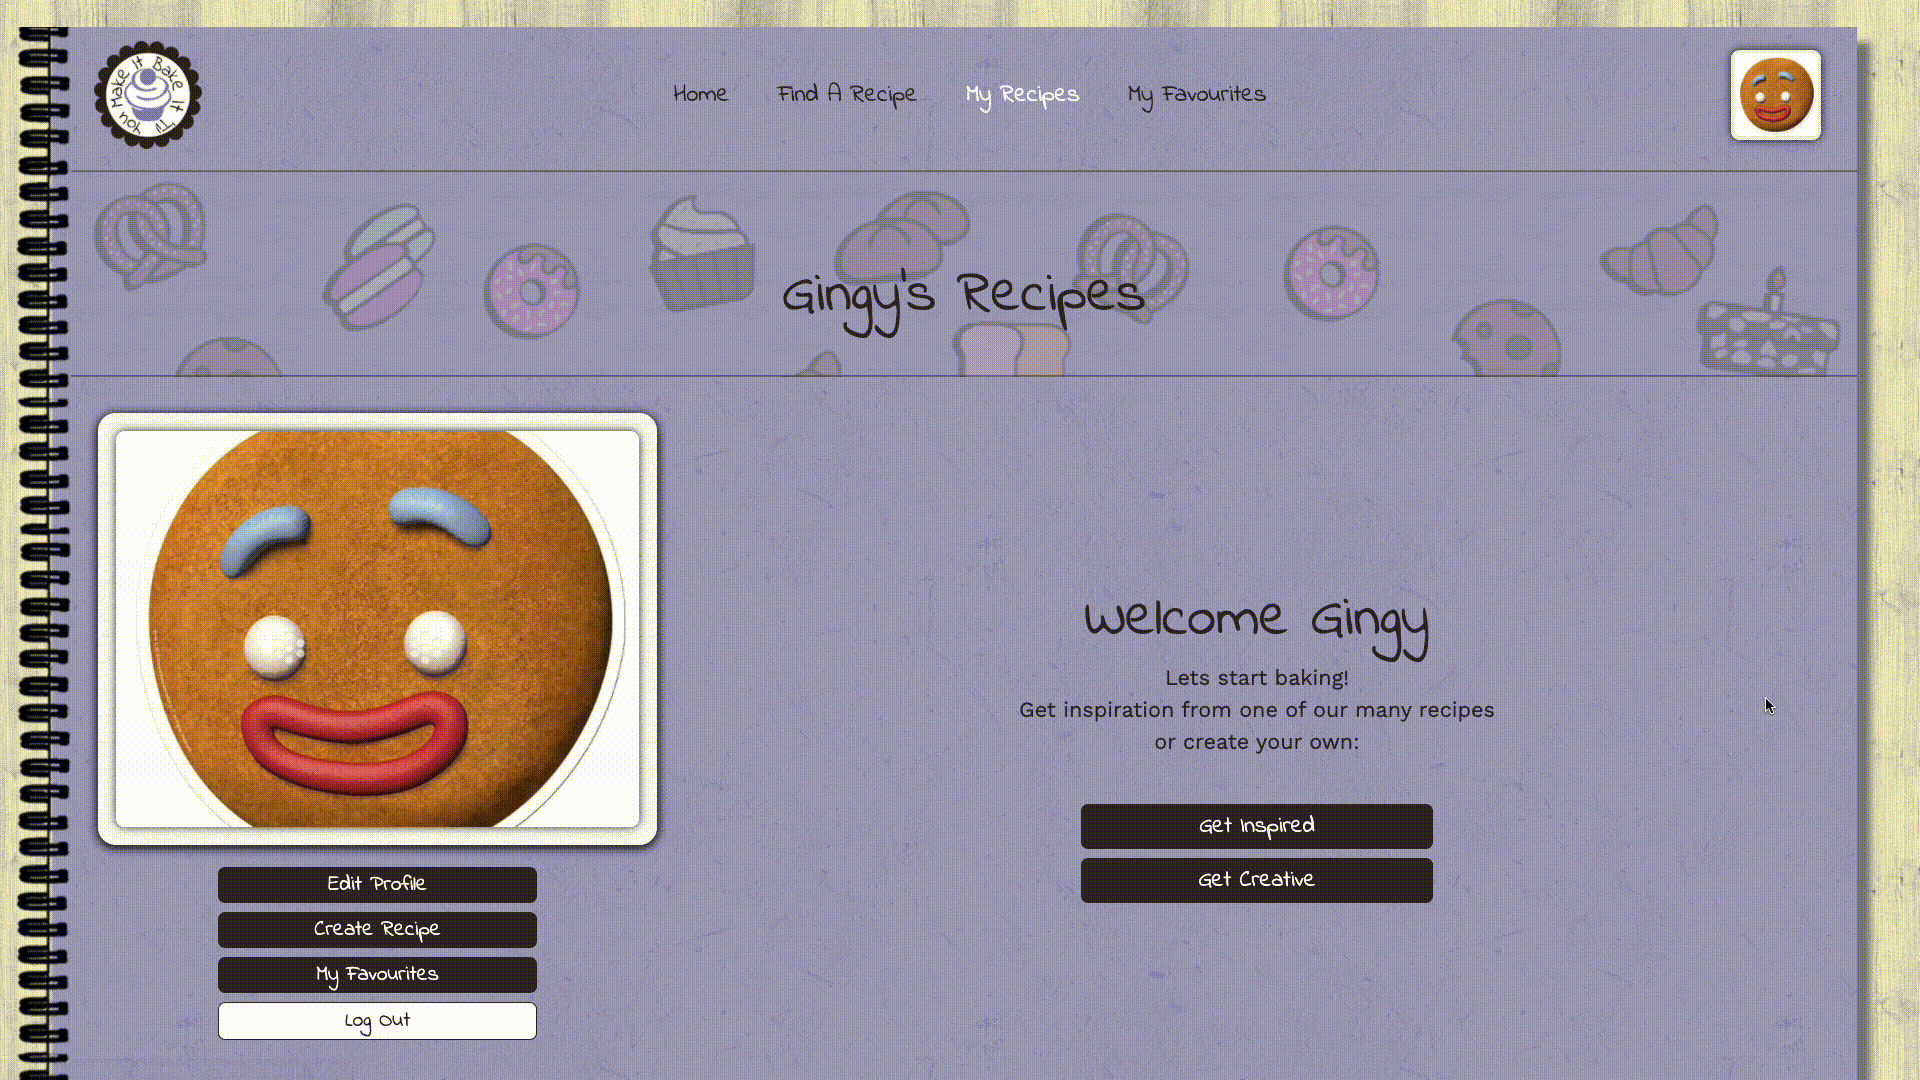 You Make It Bake It
Home Find A Recipe My Recipes My Favourites
Gingy's Recipes
Welcome Gingy
Lets start baking!
Get inspiration from one of our many recipes
or create your own:
Get Inspired
Get Creative
Edit Profile
Create Recipe
My Favourites
Log Out